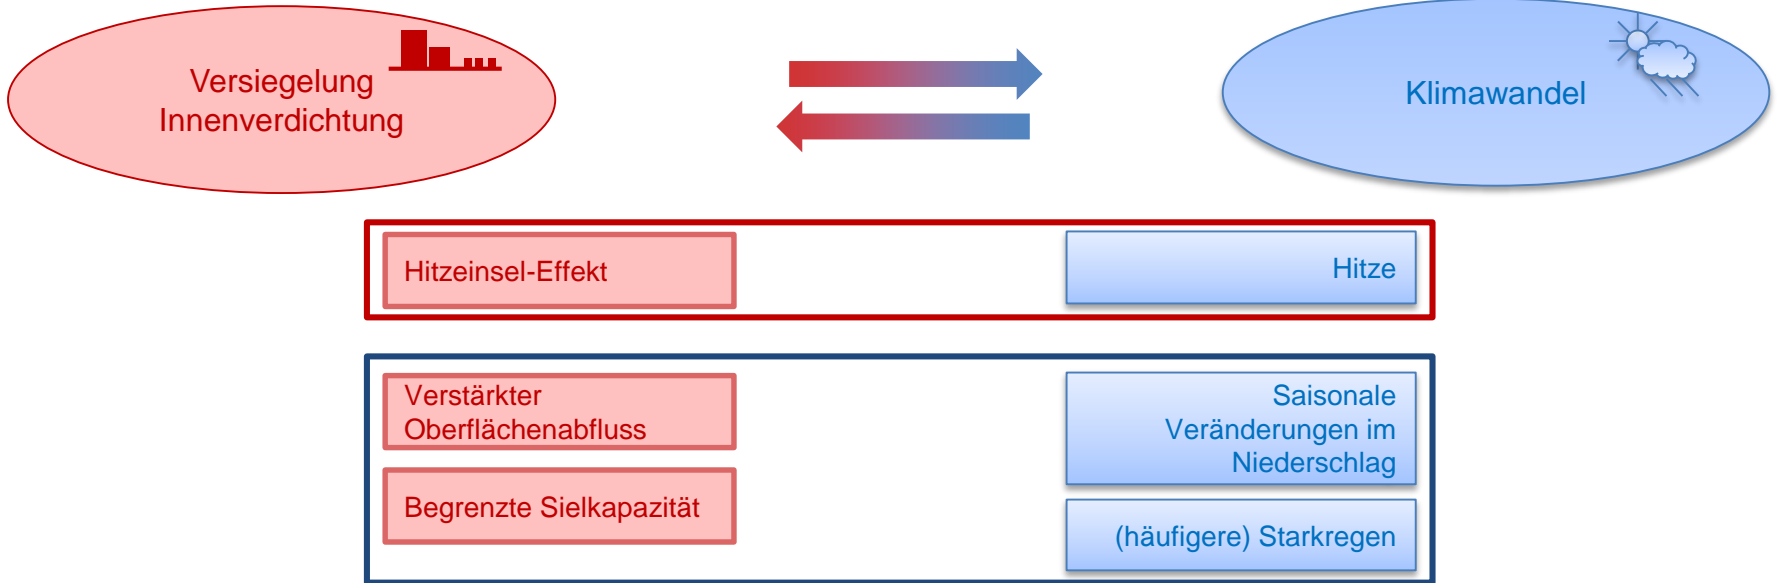 Versiegelung
Innenverdichtung
Klimawandel
Hitzeinsel-Effekt
Hitze
Verstärkter
Oberflächenabfluss
Saisonale
Veränderungen im
Niederschlag
Begrenzte Sielkapazität
(häufigere) Starkregen